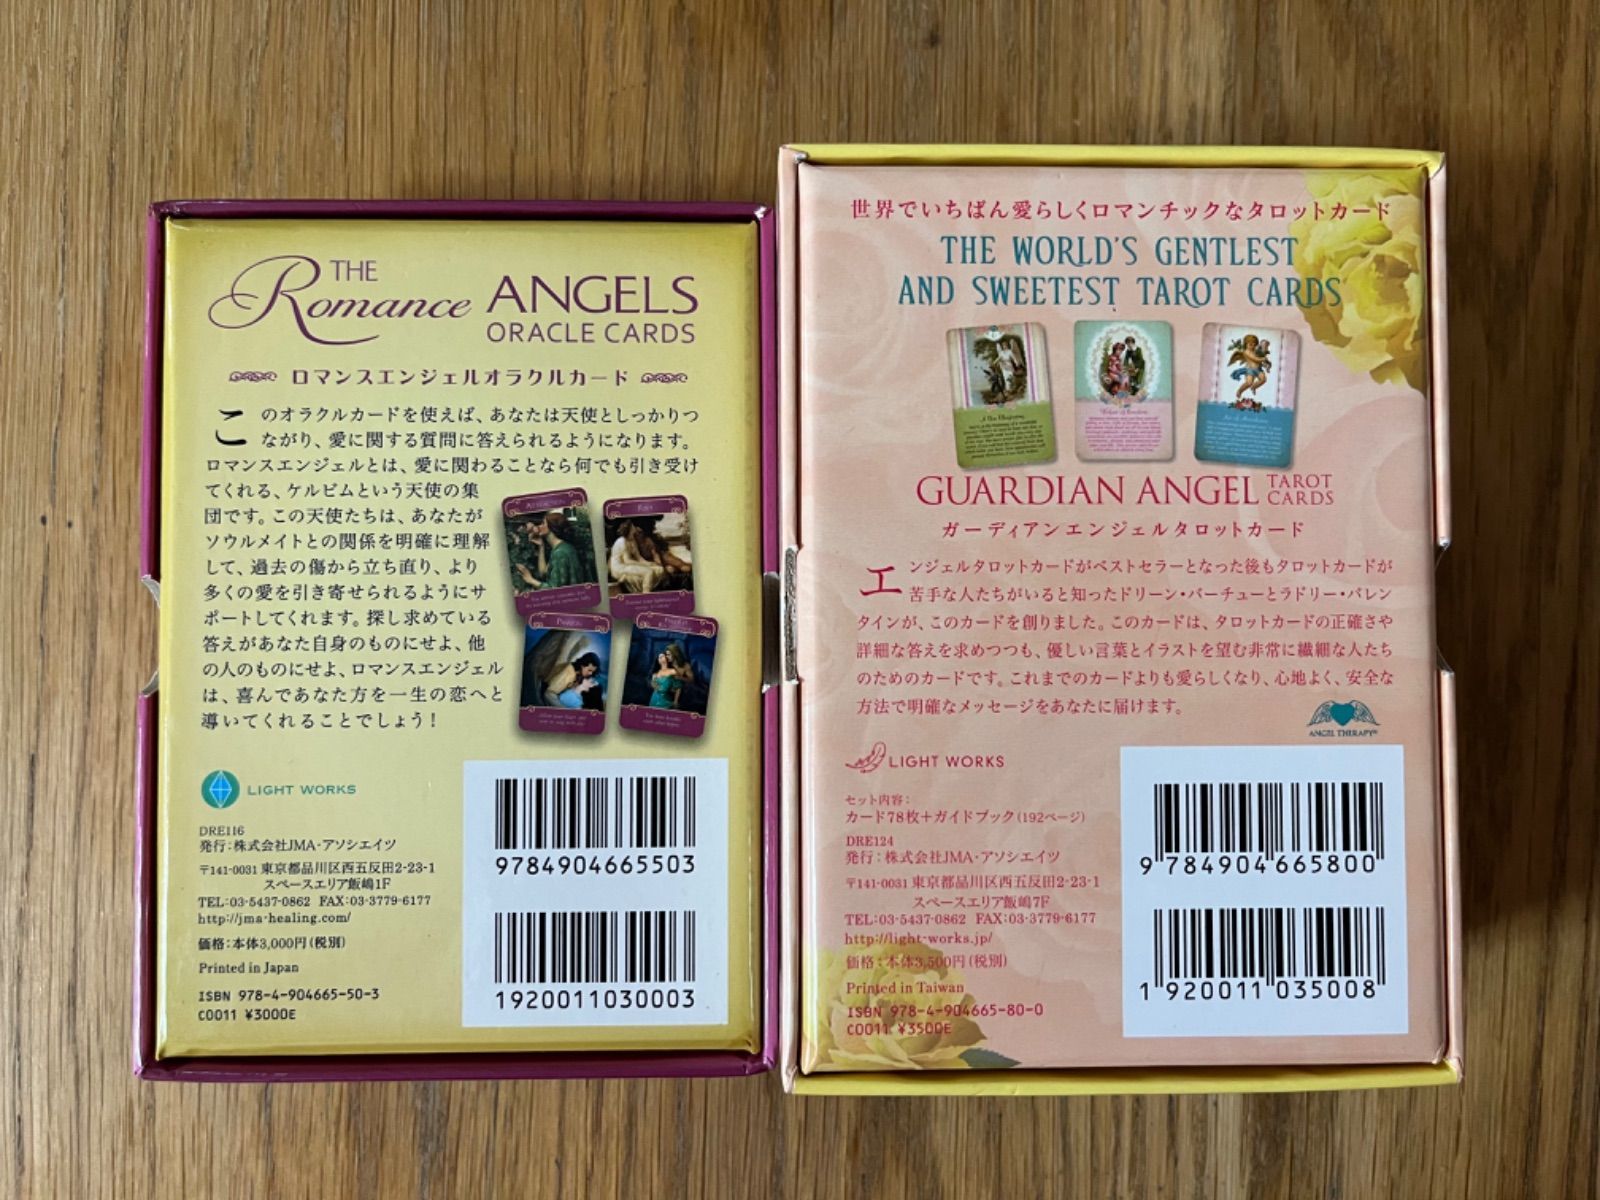 THE
Romance ANGELS
ORACLE CARDS
ロマンスエンジェルオラクルカード
このオラクルカードを使えば、あなたは天使としっかりつ
ながり、愛に関する質問に答えられるようになります。
ロマンスエンジェルとは、愛に関わることなら何でも引き受け
てくれる、ケルビムという天使の集
団です。この天使たちは、あなたが
ソウルメイトとの関係を明確に理解
して、過去の傷から立ち直り、より
多くの愛を引き寄せられるようにサ
ポートしてくれます。探し求めている
答えがあなた自身のものにせよ、他
の人のものにせよ、ロマンスエンジェル
は、喜んであなた方を一生の恋へと
導いてくれることでしょう!
LIGHT WORKS
DRE116
発行:株式会社JMA・アソシエイツ
〒141-0031 東京都品川区西五反田2-23-1
スペースエリア飯嶋1F
TEL:03-5437-0862 FAX:03-3779-6177
http://jma-healing.com/
価格:本体3,000円(税別)
Printed in Japan
ISBN 978-4-904665-50-3
C0011 ¥3000E
9784904665503
1920011030003
世界でいちばん愛らしくロマンチックなタロットカード
THE WORLD'S GENTLEST
AND SWEETEST TAROT CARDS
GUARDIAN ANGEL TAROT
CARDS
ガーディアンエンジェルタロットカード
エンジェルタロットカードがベストセラーとなった後もタロットカードが
苦手な人たちがいると知ったドリーン・バーチューとラドリー・バレン
タインが、このカードを創りました。このカードは、タロットカードの正確さや
詳細な答えを求めつつも、優しい言葉とイラストを望む非常に繊細な人たち
のためのカードです。これまでのカードよりも愛らしくなり、心地よく、安全な
方法で明確なメッセージをあなたに届けます。
ANGEL THERAPY®
LIGHT WORKS
セット内容:
カード78枚+ガイドブック(192ページ)
DRE124
発行:株式会社JMA・アソシエイツ
〒141-0031 東京都品川区西五反田2-23-1
スペースエリア飯嶋7F
TEL:03-5437-0862 FAX:03-3779-6177
http://light-works.jp/
価格:本体3,500円(税別)
Printed in Taiwan
ISBN 978-4-904665-80-0
C0011 ¥3500E
9784904665800
1920011035008